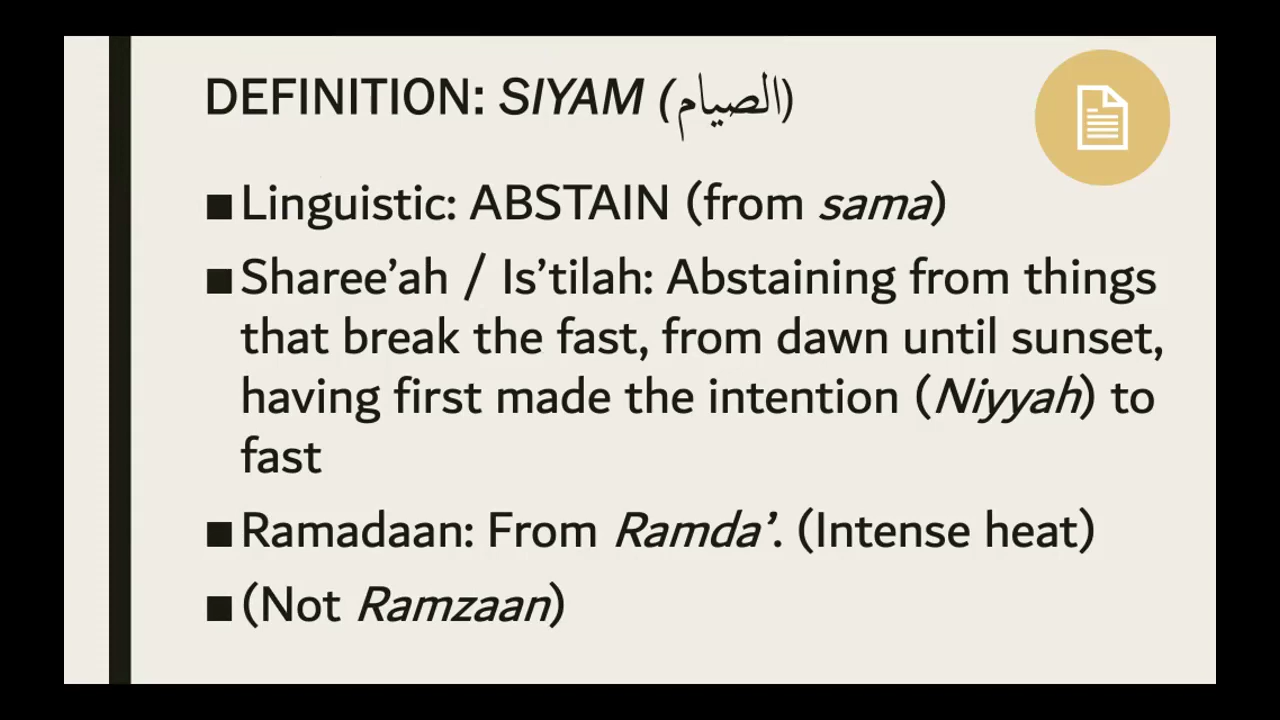 DEFINITION: SIYAM (الصيام)
■ Linguistic: ABSTAIN (from sama)
■ Sharee’ah / Is’tilah: Abstaining from things
that break the fast, from dawn until sunset,
having first made the intention (Niyyah) to
fast
■ Ramadaan: From Ramda’. (Intense heat)
■ (Not Ramzaan)